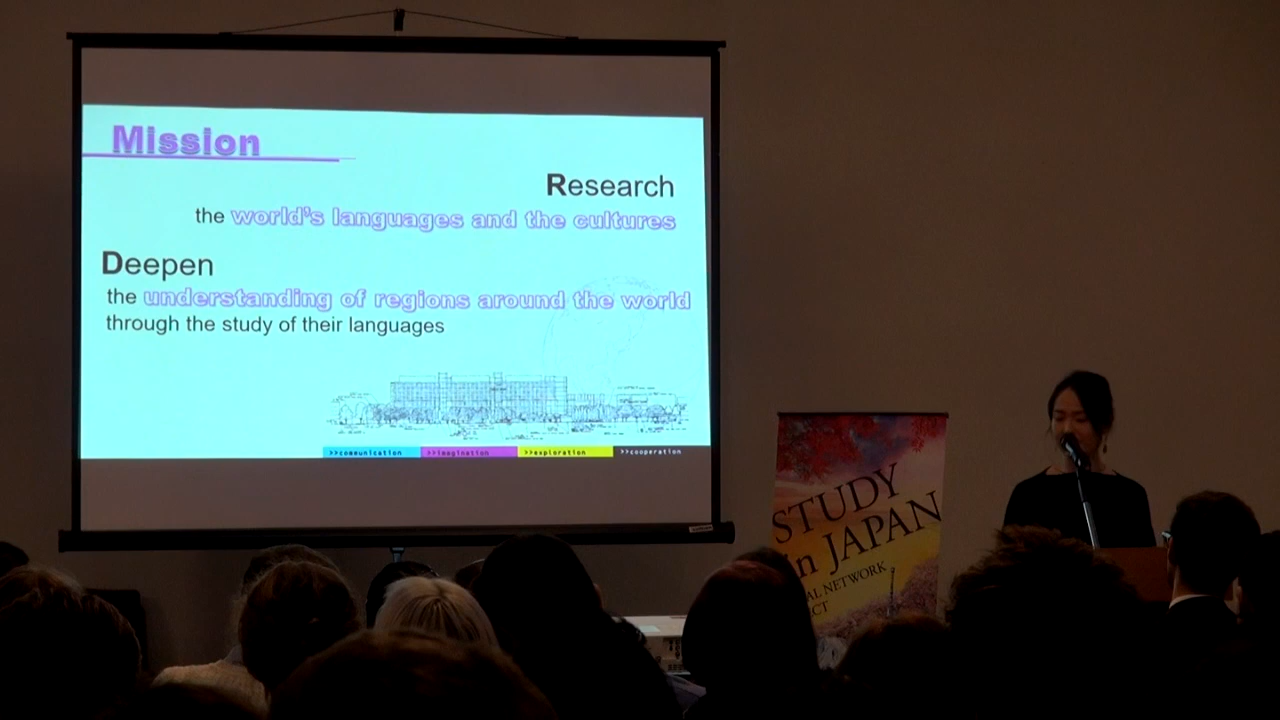 Mission
Research
the world's languages and the cultures
Deepen
the understanding of regions around the world
through the study of their languages
>>communication >>imagination >>exploration >>cooperation
STUDY
in JAPAN
AL NETWORK
CT